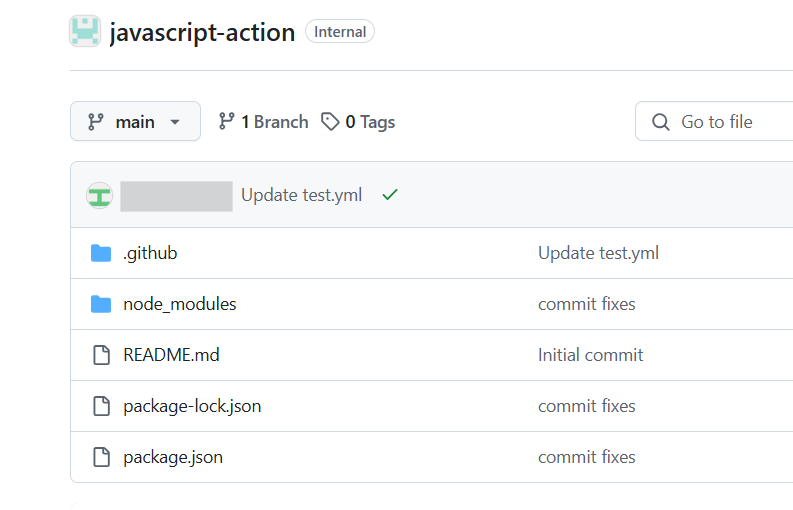 javascript-action Internal
main 1 Branch 0 Tags Go to file
Update test.yml
.github Update test.yml
node_modules commit fixes
README.md Initial commit
package-lock.json commit fixes
package.json commit fixes